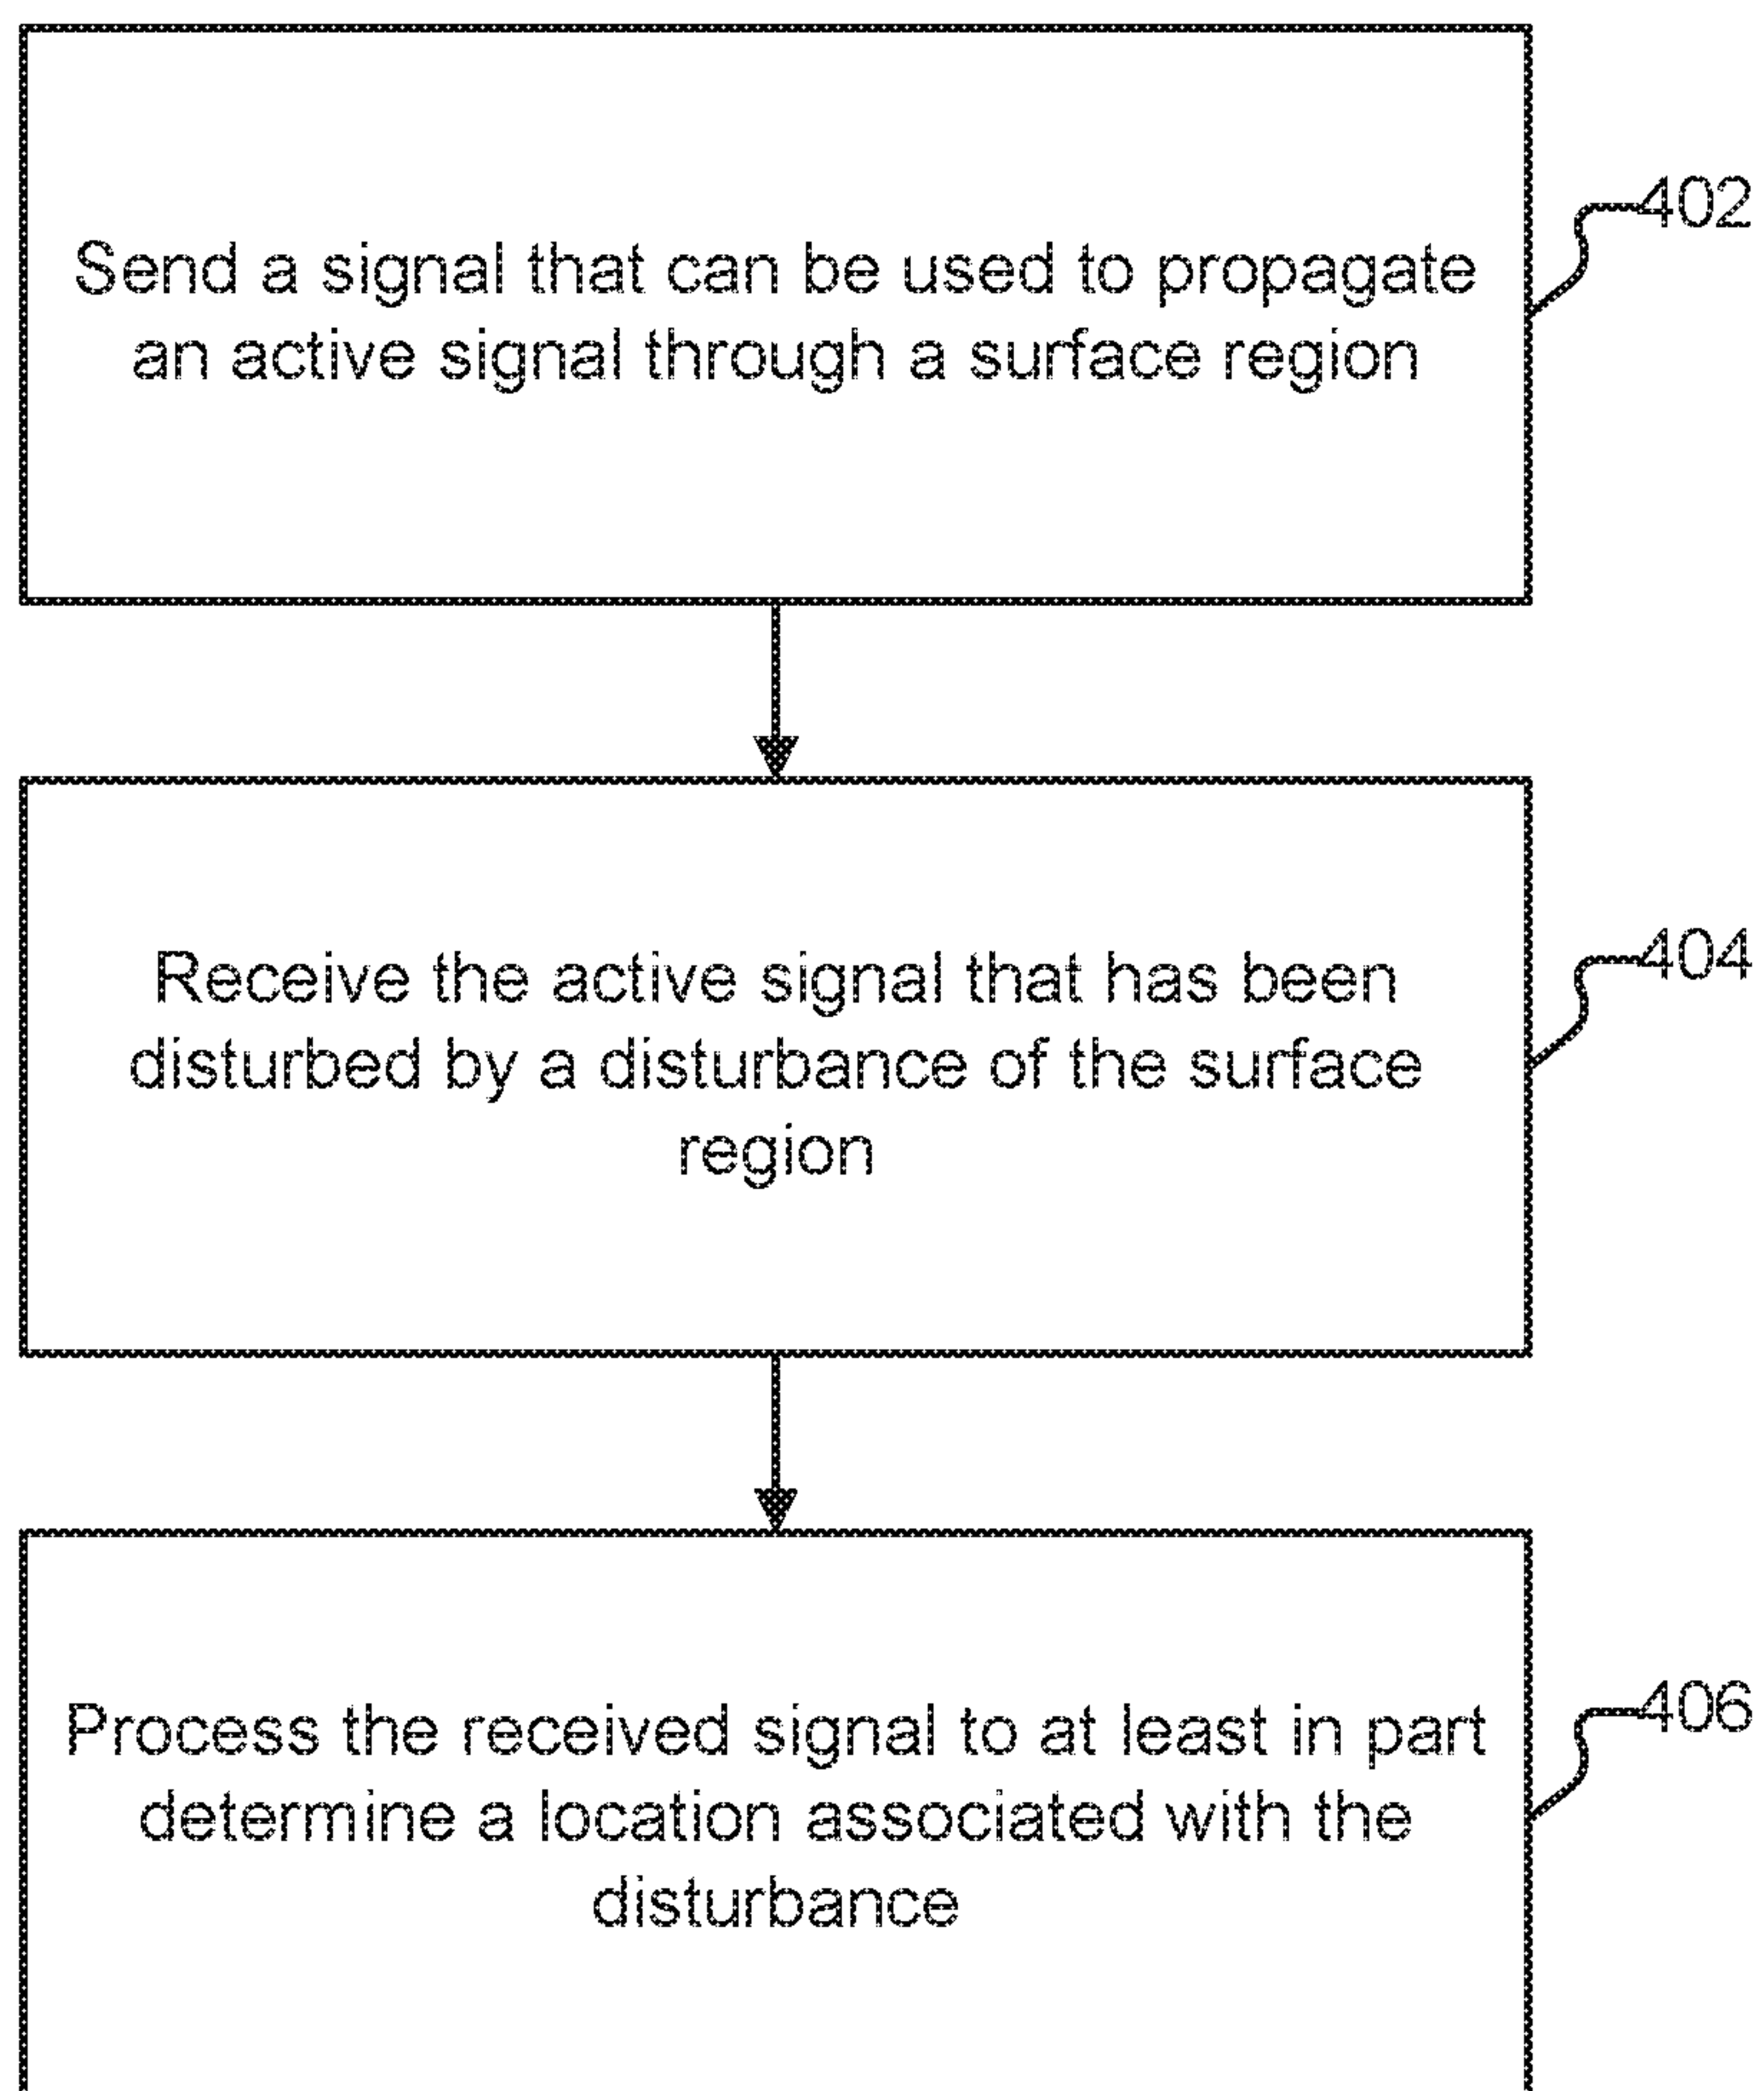 402
Send a signal that can be used to propagate
an active signal through a surface region
404
Receive the active signal that has been
disturbed by a disturbance of the surface
region
406
Process the received signal to at least in part
determine a location associated with the
disturbance